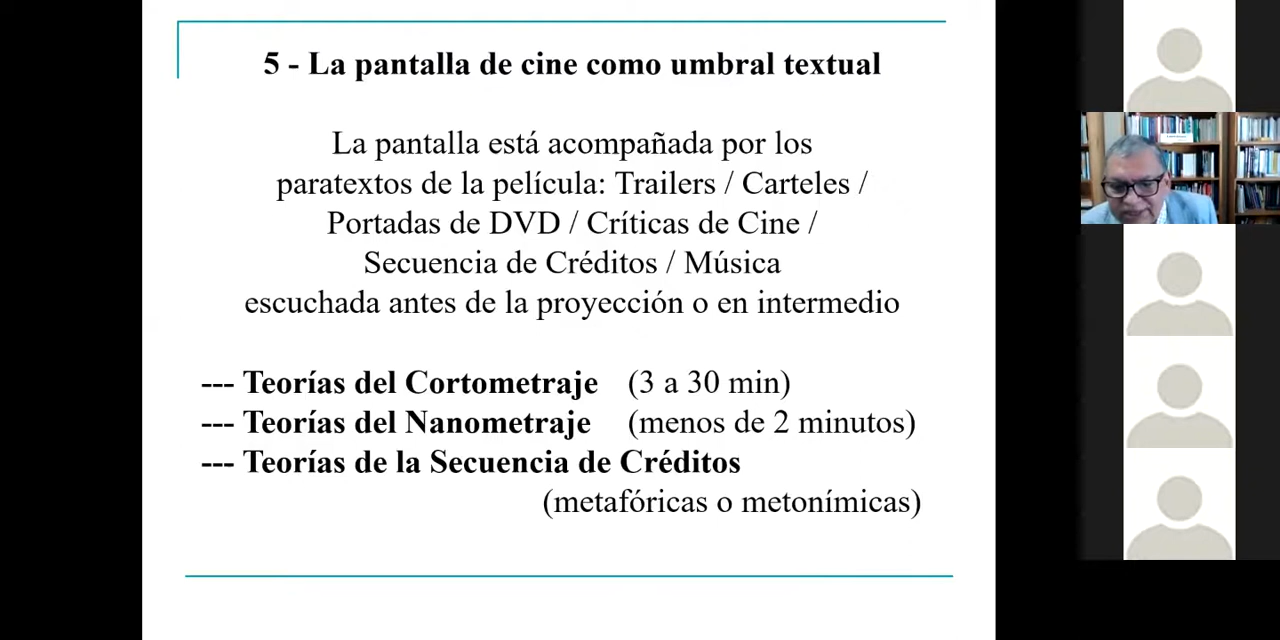 5 - La pantalla de cine como umbral textual
La pantalla está acompañada por los
paratextos de la película: Trailers / Carteles /
Portadas de DVD / Críticas de Cine /
Secuencia de Créditos / Música
escuchada antes de la proyección o en intermedio
--- Teorías del Cortometraje (3 a 30 min)
--- Teorías del Nanometraje (menos de 2 minutos)
--- Teorías de la Secuencia de Créditos
(metafóricas o metonímicas)